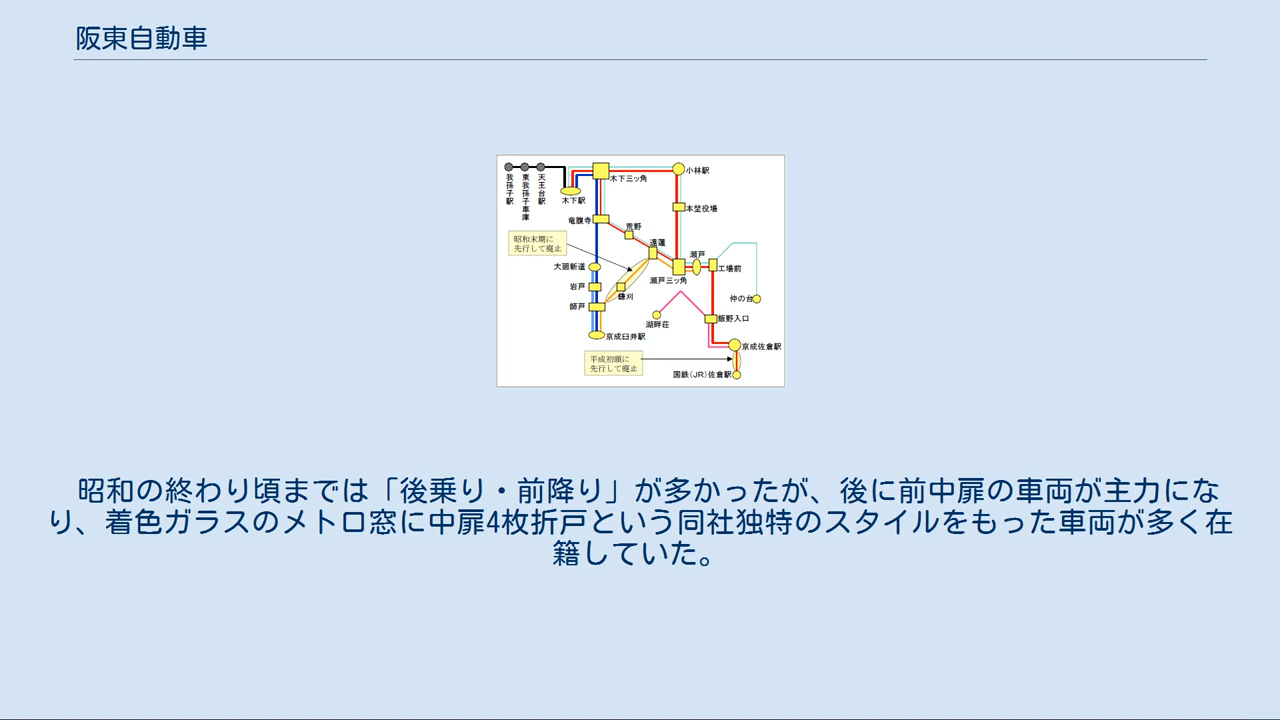 阪東自動車
我孫子駅
東我孫子車庫
天王台駅
木下駅
木下三ッ角
小林駅
本埜役場
竜腹寺
荒野
遠蓮
瀬戸
昭和末期に
先行して廃止
大廻新道
瀬戸三ッ角
工場前
岩戸
鎌刈
仲の台
師戸
湖畔荘
飯野入口
京成臼井駅
京成佐倉駅
平成初頭に
先行して廃止
国鉄(JR)佐倉駅
昭和の終わり頃までは「後乗り・前降り」が多かったが、後に前中扉の車両が主力にな
り、着色ガラスのメトロ窓に中扉4枚折戸という同社独特のスタイルをもった車両が多く在
籍していた。